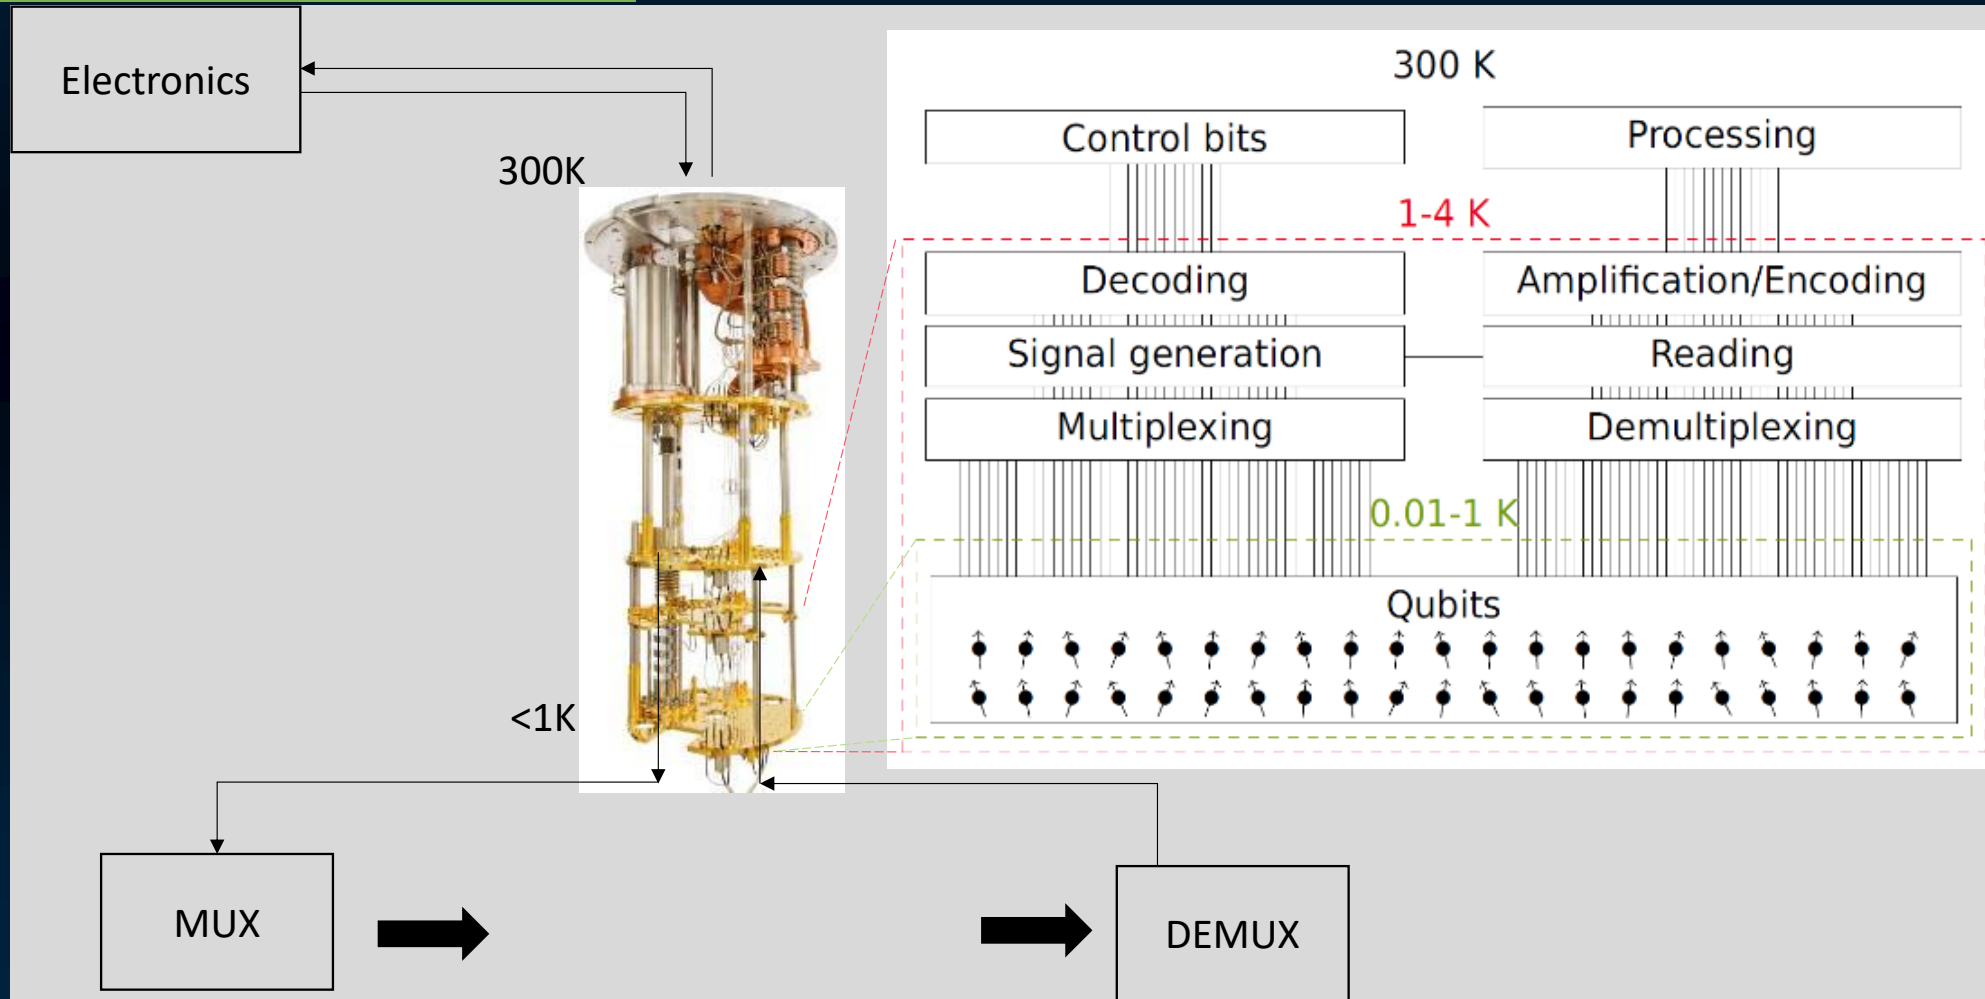 Electronics
300K
<1K
MUX
DEMUX
300 K
Control bits
Processing
1-4 K
Decoding
Amplification/Encoding
Signal generation
Reading
Multiplexing
Demultiplexing
0.01-1 K
Qubits